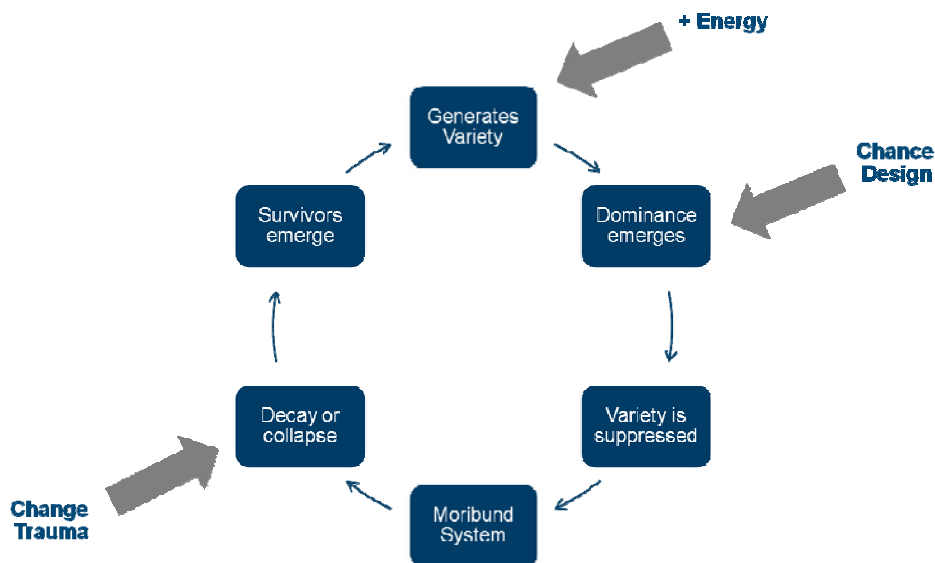 + Energy
Generates
Variety
Chance
Design
Dominance
emerges
Variety is
suppressed
Moribund
System
Change
Trauma
Decay or
collapse
Survivors
emerge